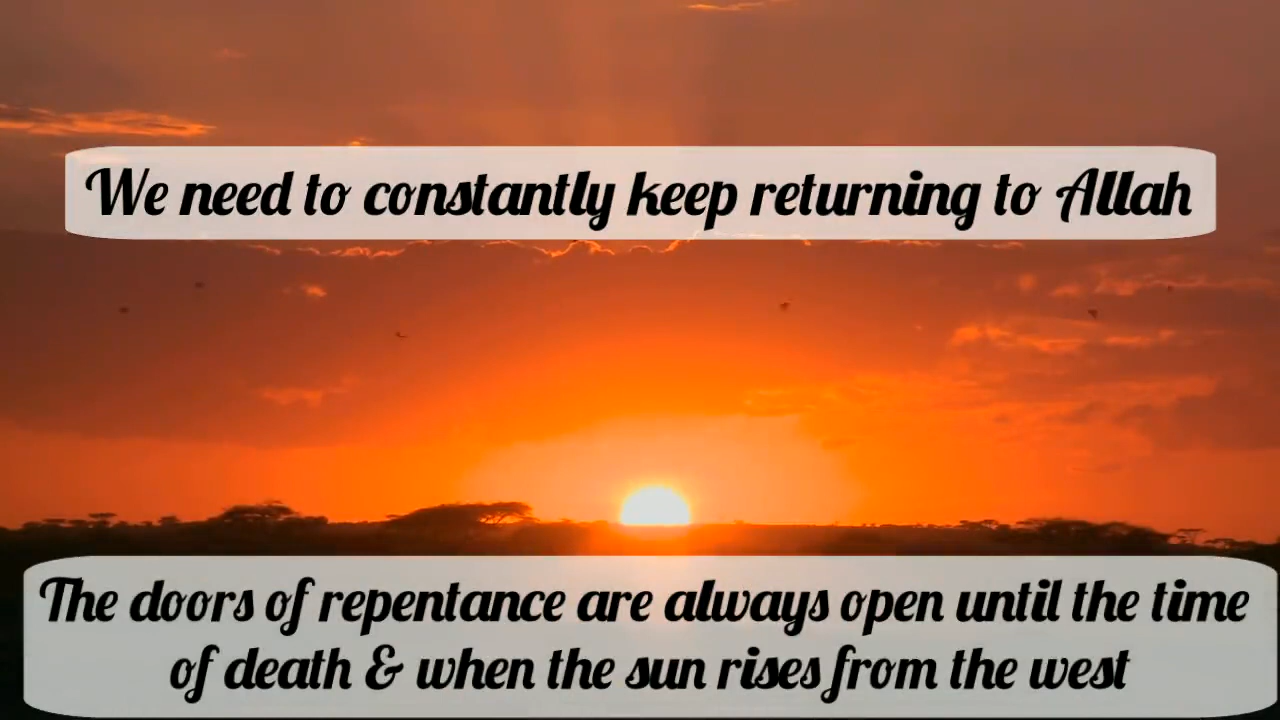 We need to constantly keep returning to Allah
The doors of repentance are always open until the time
of death & when the sun rises from the west